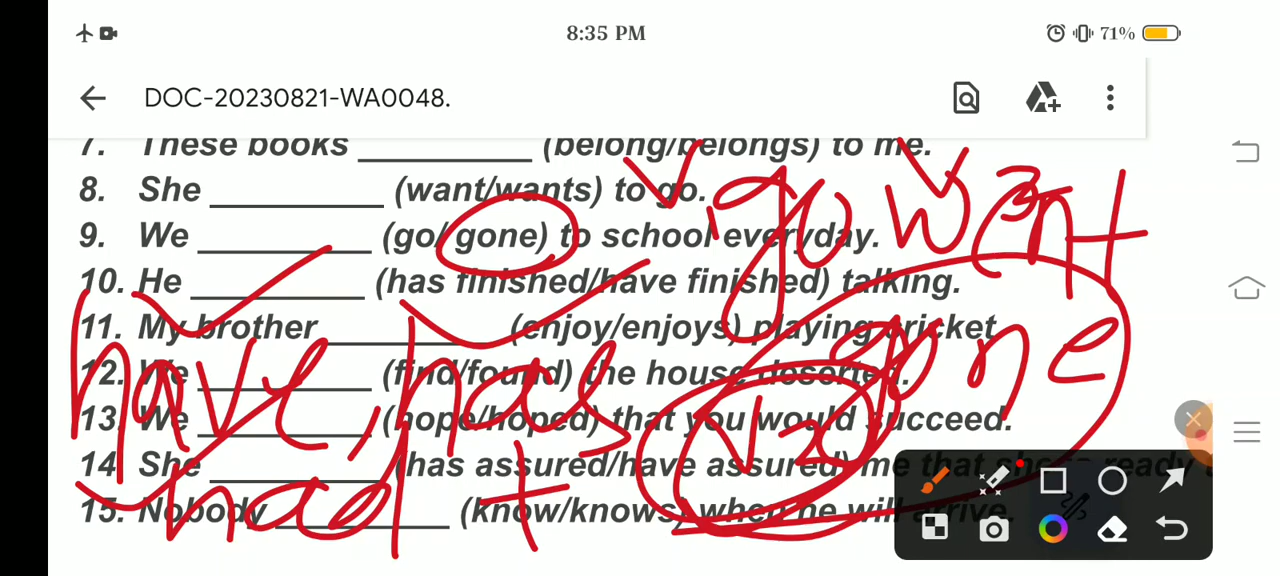 8:35 PM 71%
DOC-20230821-WA0048.
7. These books __________ (belong/belongs) to me.
8. She __________ (want/wants) to go.
9. We __________ (go/ gone) to school everyday.
10. He __________ (has finished/have finished) talking.
11. My brother __________ (enjoy/enjoys) playing cricket.
12. We __________ (find/found) the house deserted.
13. We __________ (hope/hoped) that you would succeed.
14. She __________ (has assured/have assured) me that she is ready
15. Nobody __________ (know/knows) when he will arrive.
go went
gone
have, has
had + V3